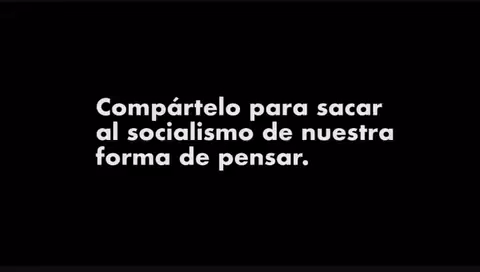 Compártelo para sacar
al socialismo de nuestra
forma de pensar.